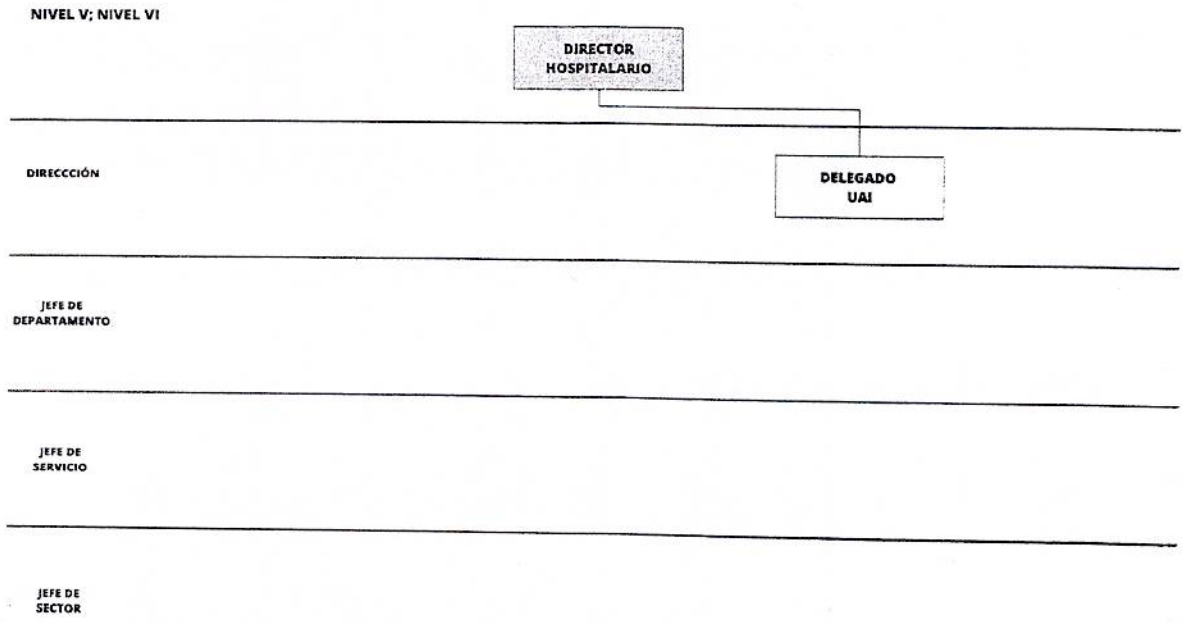 NIVEL V; NIVEL VI
DIRECTOR
HOSPITALARIO
DIRECCCIÓN
DELEGADO
UAI
JEFE DE
DEPARTAMENTO
JEFE DE
SERVICIO
JEFE DE
SECTOR